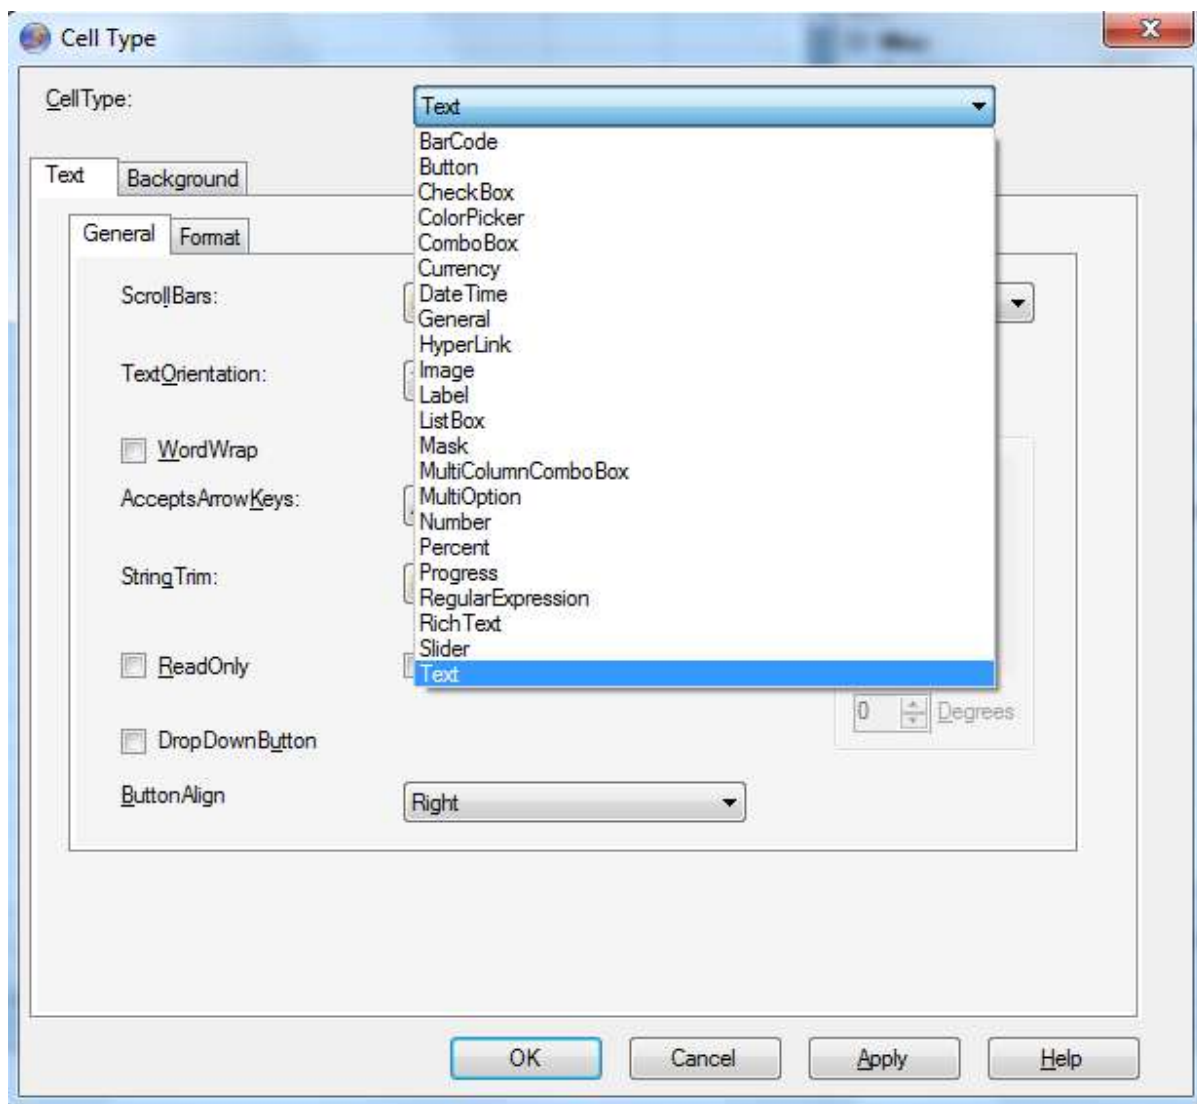 Cell Type
CellType:
Text
BarCode
Button
CheckBox
ColorPicker
ComboBox
Currency
DateTime
General
HyperLink
Image
Label
ListBox
Mask
MultiColumnComboBox
MultiOption
Number
Percent
Progress
RegularExpression
RichText
Slider
Text
Text Background
General Format
ScrollBars:
TextOrientation:
WordWrap
AcceptsArrowKeys:
StringTrim:
ReadOnly
0 Degrees
DropDownButton
ButtonAlign Right
OK Cancel Apply Help